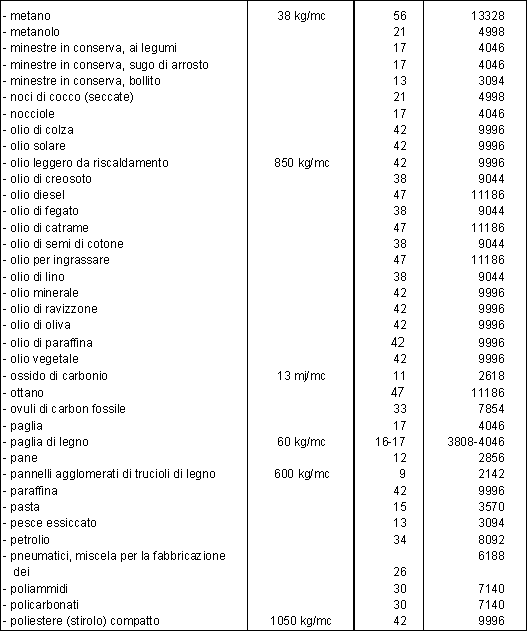 - metano 38 kg/mc 56 13328
- metanolo 21 4998
- minestre in conserva, ai legumi 17 4046
- minestre in conserva, sugo di arrosto 17 4046
- minestre in conserva, bollito 13 3094
- noci di cocco (seccate) 21 4998
- nocciole 17 4046
- olio di colza 42 9996
- olio solare 42 9996
- olio leggero da riscaldamento 850 kg/mc 42 9996
- olio di creosoto 38 9044
- olio diesel 47 11186
- olio di fegato 38 9044
- olio di catrame 47 11186
- olio di semi di cotone 38 9044
- olio per ingrassare 47 11186
- olio di lino 38 9044
- olio minerale 42 9996
- olio di ravizzone 42 9996
- olio di oliva 42 9996
- olio di paraffina 42 9996
- olio vegetale 42 9996
- ossido di carbonio 13 mj/mc 11 2618
- ottano 47 11186
- ovuli di carbon fossile 33 7854
- paglia 17 4046
- paglia di legno 60 kg/mc 16-17 3808-4046
- pane 12 2856
- pannelli agglomerati di trucioli di legno 600 kg/mc 9 2142
- paraffina 42 9996
- pasta 15 3570
- pesce essiccato 13 3094
- petrolio 34 8092
- pneumatici, miscela per la fabbricazione 6188
dei 26
- poliammidi 30 7140
- policarbonati 30 7140
- poliestere (stirolo) compatto 1050 kg/mc 42 9996